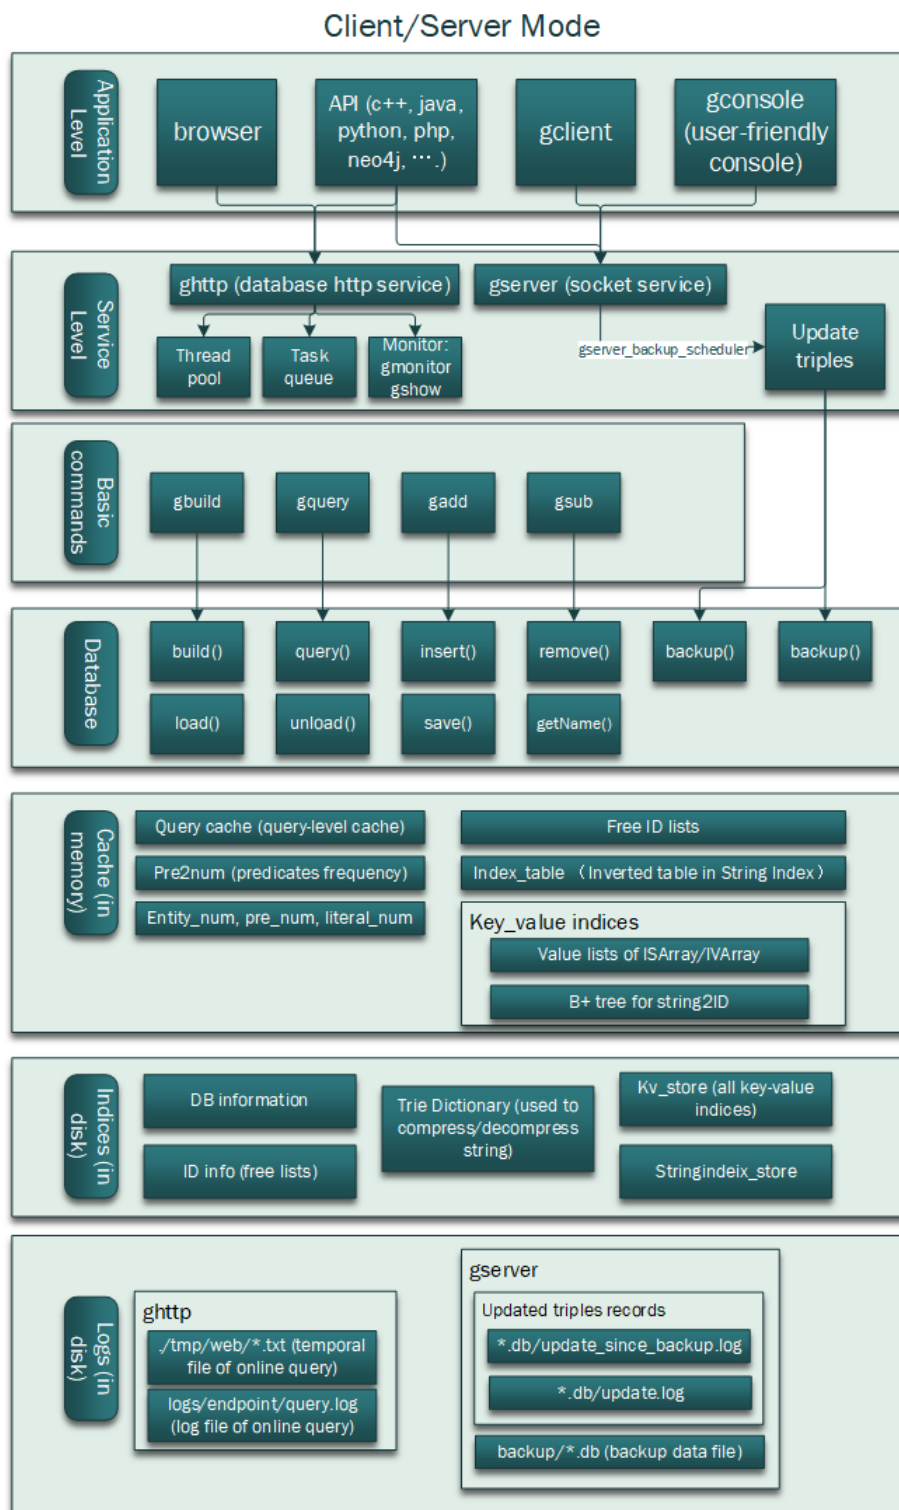 Client/Server Mode
Application
Level
browser
API (c++, java,
python, php,
neo4j, ….)
gclient
gconsole
(user-friendly
console)
Service
Level
ghttp (database http service)
gserver (socket service)
Thread
pool
Task
queue
Monitor:
gmonitor
gshow
gserver_backup_scheduler
Update
triples
Basic
commands
gbuild
gquery
gadd
gsub
Database
build()
query()
insert()
remove()
backup()
backup()
load()
unload()
save()
getName()
Cache (in
memory)
Query cache (query-level cache)
Free ID lists
Pre2num (predicates frequency)
Index_table （Inverted table in String Index）
Entity_num, pre_num, literal_num
Key_value indices
Value lists of ISArray/IVArray
B+ tree for string2ID
Indices (in
disk)
DB information
Trie Dictionary (used to
compress/decompress
string)
Kv_store (all key-value
indices)
ID info (free lists)
Stringindeix_store
Logs (in
disk)
ghttp
./tmp/web/*.txt (temporal
file of online query)
logs/endpoint/query.log
(log file of online query)
gserver
Updated triples records
*.db/update_since_backup.log
*.db/update.log
backup/*.db (backup data file)